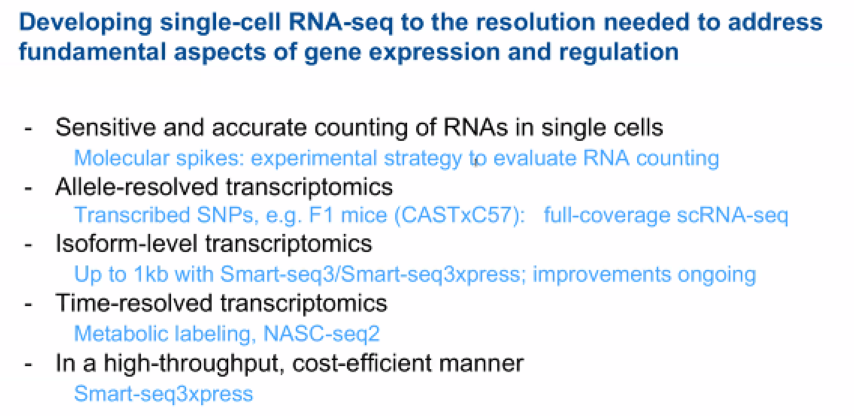 Developing single-cell RNA-seq to the resolution needed to address
fundamental aspects of gene expression and regulation
- Sensitive and accurate counting of RNAs in single cells
Molecular spikes: experimental strategy to evaluate RNA counting
- Allele-resolved transcriptomics
Transcribed SNPs, e.g. F1 mice (CASTxC57): full-coverage scRNA-seq
- Isoform-level transcriptomics
Up to 1kb with Smart-seq3/Smart-seq3xpress; improvements ongoing
- Time-resolved transcriptomics
Metabolic labeling, NASC-seq2
- In a high-throughput, cost-efficient manner
Smart-seq3xpress